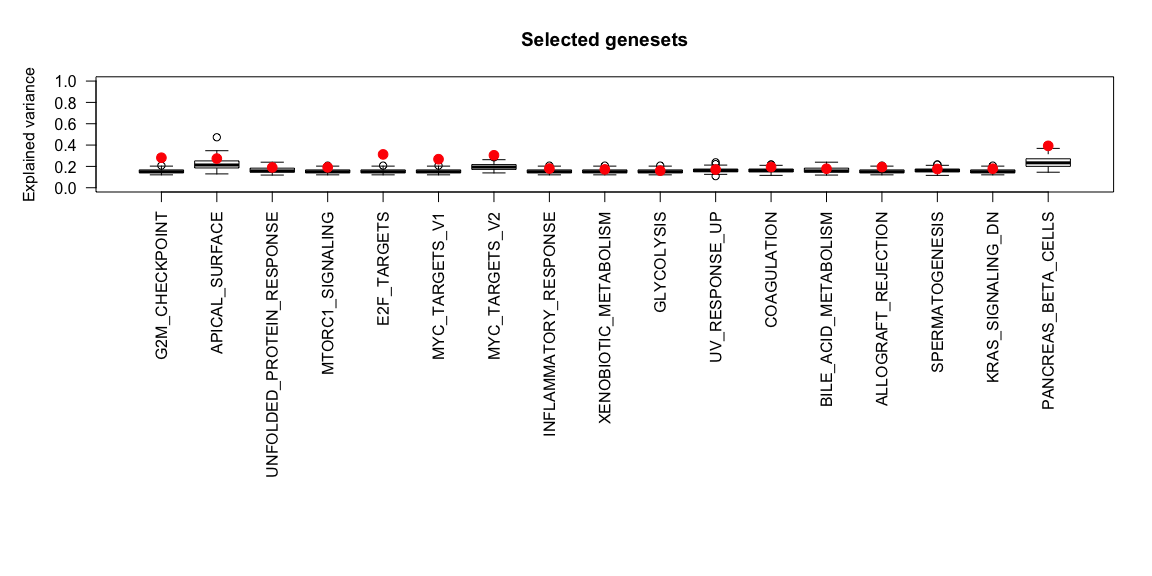 Selected genesets
Explained variance
1.0
0.8
0.6
0.4
0.2
0.0
G2M_CHECKPOINT
APICAL_SURFACE
UNFOLDED_PROTEIN_RESPONSE
MTORC1_SIGNALING
E2F_TARGETS
MYC_TARGETS_V1
MYC_TARGETS_V2
INFLAMMATORY_RESPONSE
XENOBIOTIC_METABOLISM
GLYCOLYSIS
UV_RESPONSE_UP
COAGULATION
BILE_ACID_METABOLISM
ALLOGRAFT_REJECTION
SPERMATOGENESIS
KRAS_SIGNALING_DN
PANCREAS_BETA_CELLS